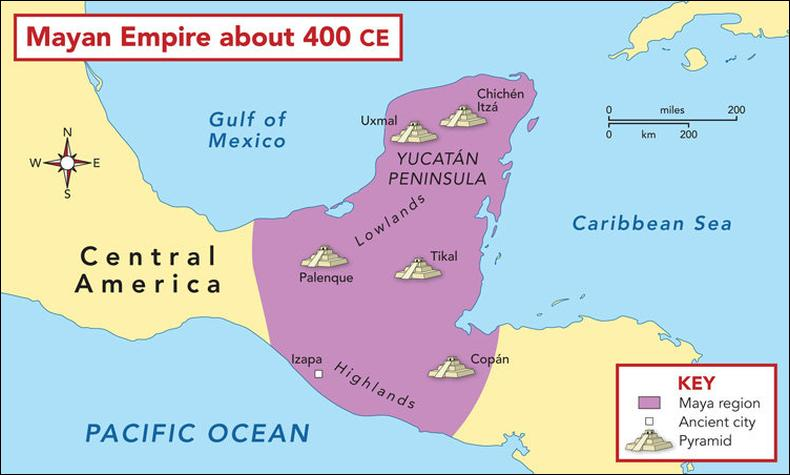 Mayan Empire about 400 CE
Gulf of
Mexico
Uxmal
Chichén
Itzá
0 miles 200
0 km 200
N
W E
S
YUCATÁN
PENINSULA
Lowlands
Caribbean Sea
Central
America
Palenque
Tikal
Izapa
Highlands
Copán
PACIFIC OCEAN
KEY
Maya region
Ancient city
Pyramid